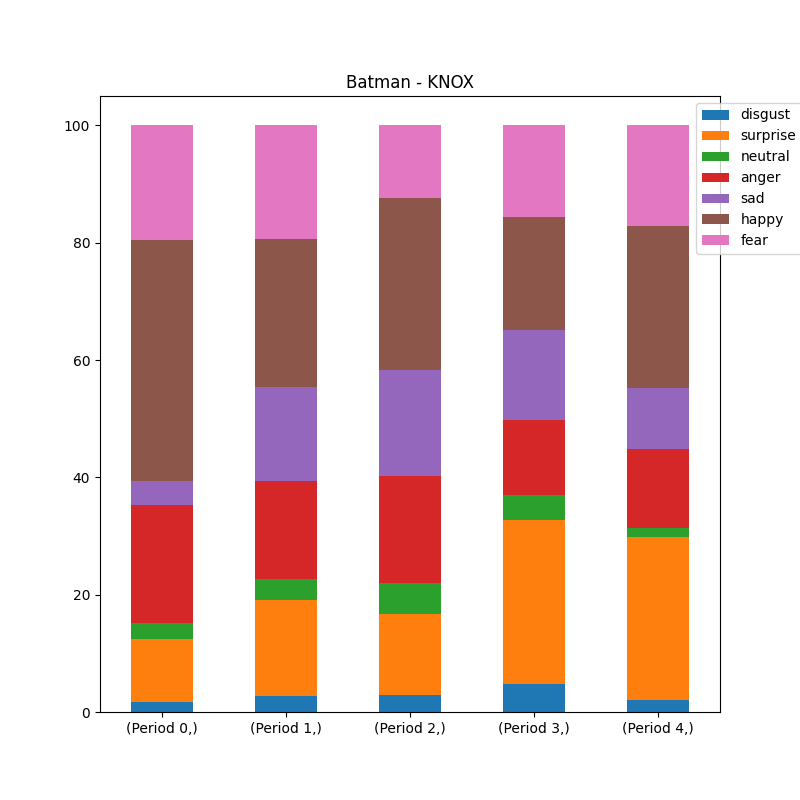 Batman - KNOX
100
80
60
40
20
0
(Period 0,) (Period 1,) (Period 2,) (Period 3,) (Period 4,)
disgust
surprise
neutral
anger
sad
happy
fear